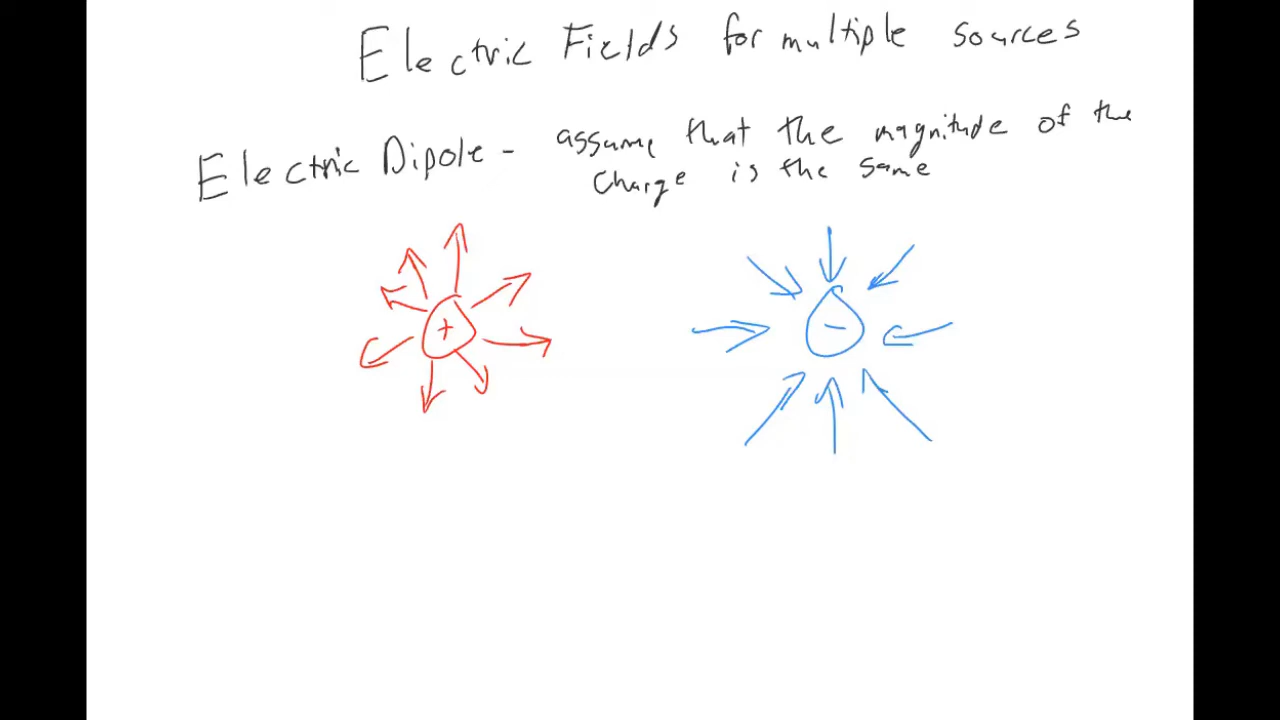 Electric Fields for multiple sources
Electric Dipole - assume that the magnitude of the
charge is the same
+
-